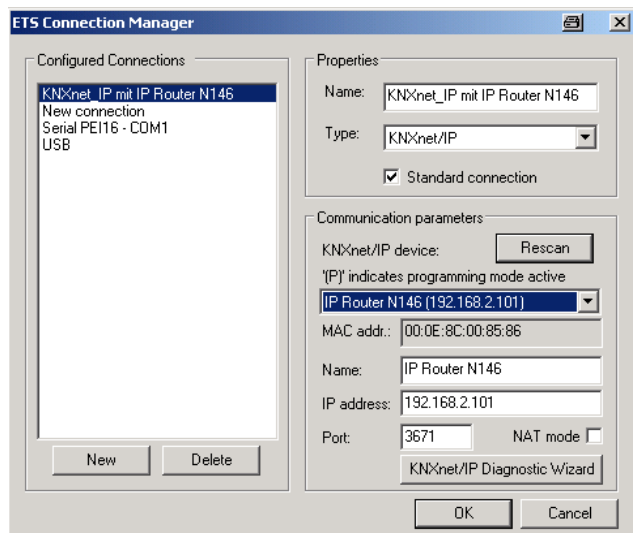 ETS Connection Manager
Configured Connections
KNXnet_IP mit IP Router N146
New connection
Serial PEI16 - COM1
USB
New
Delete
Properties
Name: KNXnet_IP mit IP Router N146
Type: KNXnet/IP
Standard connection
Communication parameters
KNXnet/IP device: Rescan
'(P)' indicates programming mode active
IP Router N146 (192.168.2.101)
MAC addr.: 00:0E:8C:00:85:86
Name: IP Router N146
IP address: 192.168.2.101
Port: 3671 NAT mode
KNXnet/IP Diagnostic Wizard
OK Cancel